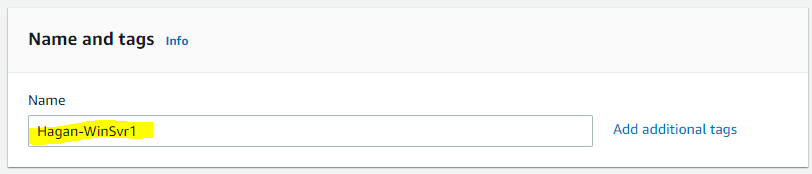 Name and tags Info
Name
Hagan-WinSvr1
Add additional tags